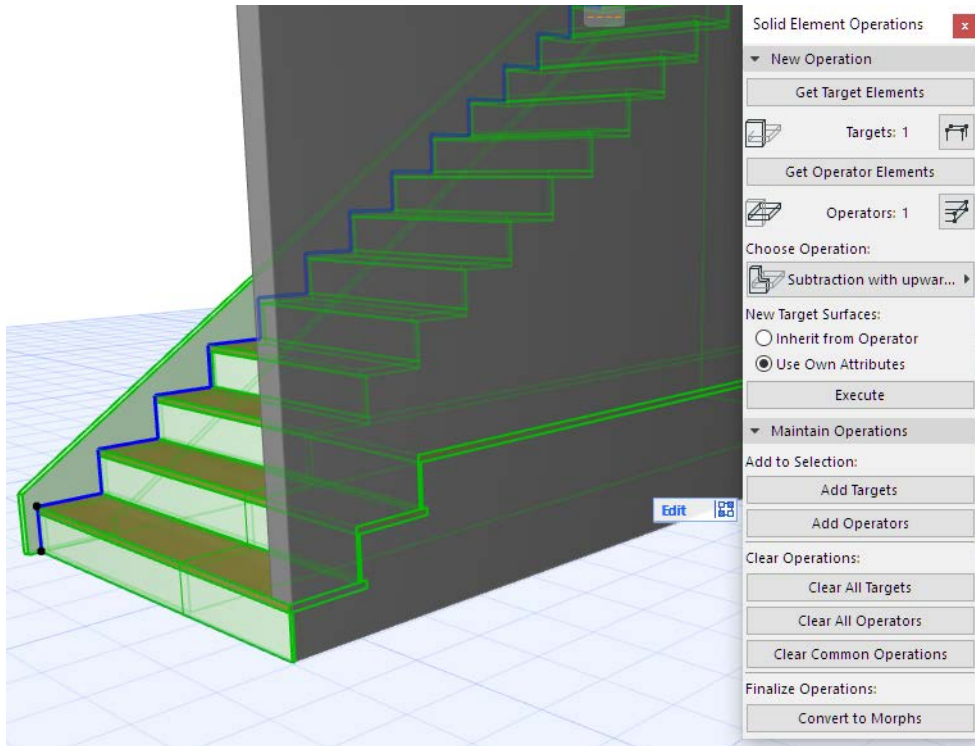 Solid Element Operations
x
New Operation
Get Target Elements
Targets: 1
Get Operator Elements
Operators: 1
Choose Operation:
Subtraction with upwar...
New Target Surfaces:
Inherit from Operator
Use Own Attributes
Execute
Maintain Operations
Add to Selection:
Add Targets
Edit
Add Operators
Clear Operations:
Clear All Targets
Clear All Operators
Clear Common Operations
Finalize Operations:
Convert to Morphs